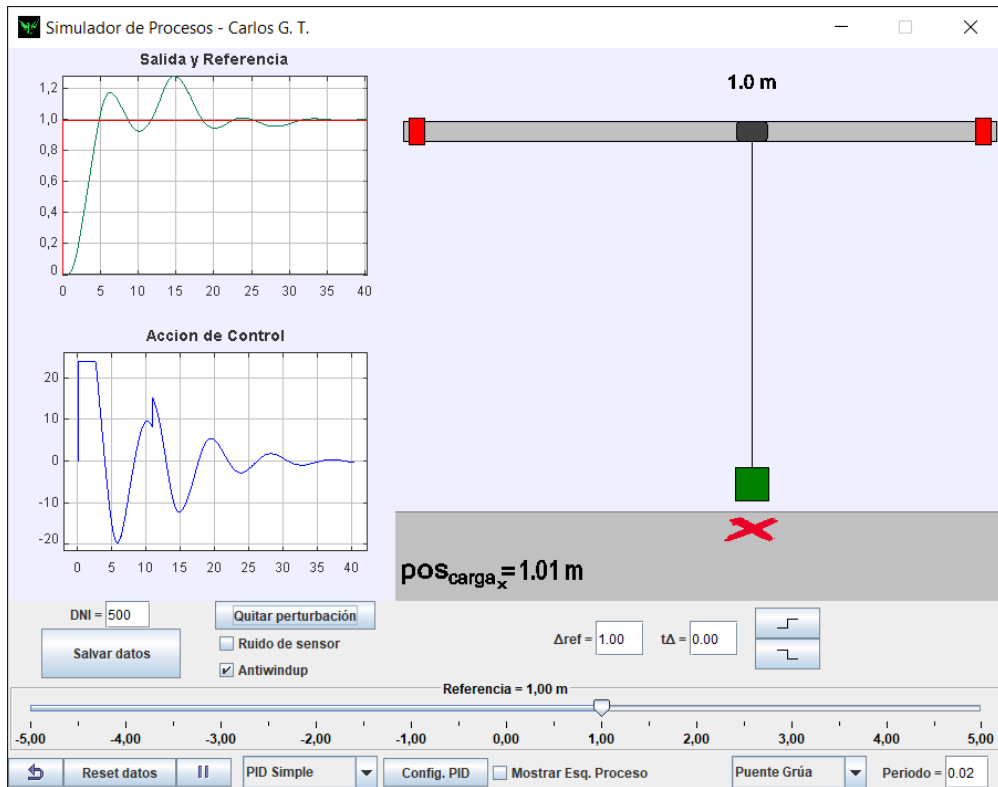 Simulador de Procesos - Carlos G. T.
Salida y Referencia
1,2
1,0
0,8
0,6
0,4
0,2
0
0 5 10 15 20 25 30 35 40
Accion de Control
20
10
0
-10
-20
0 5 10 15 20 25 30 35 40
1.0 m
pos carga x = 1.01 m
DNI = 500
Salvar datos
Quitar perturbación
Ruido de sensor
Antiwindup
Δref = 1.00 tΔ = 0.00
Referencia = 1,00 m
-5,00 -4,00 -3,00 -2,00 -1,00 0,00 1,00 2,00 3,00 4,00 5,00
Reset datos PID Simple Config. PID Mostrar Esq. Proceso Puente Grúa Periodo = 0.02